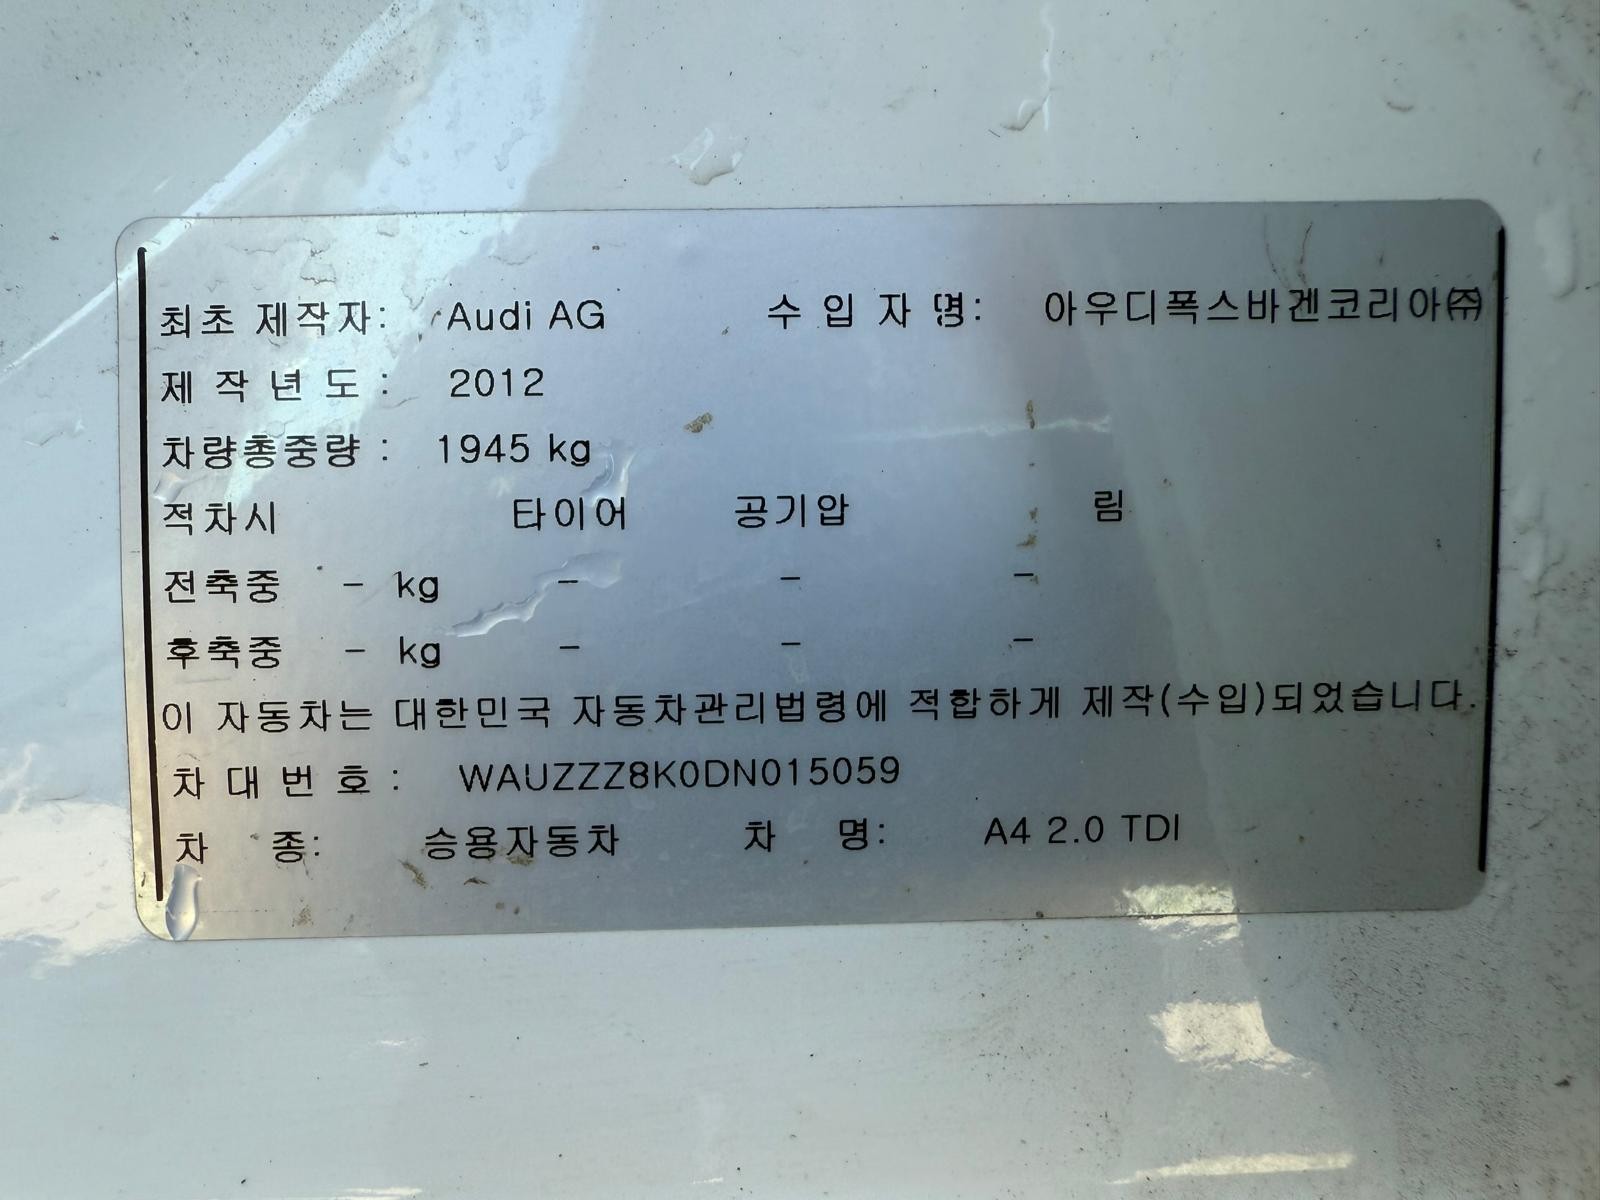 최초 제작자: Audi AG 수 입 자 명: 아우디폭스바겐코리아㈜
제 작 년 도 : 2012
차량총중량 : 1945 kg
적차시 타이어 공기압 림
전축중 - kg - - -
후축중 - kg - - -
이 자동차는 대한민국 자동차관리법령에 적합하게 제작(수입)되었습니다.
차 대 번 호 : WAUZZZ8K0DN015059
차 종: 승용자동차 차 명: A4 2.0 TDI